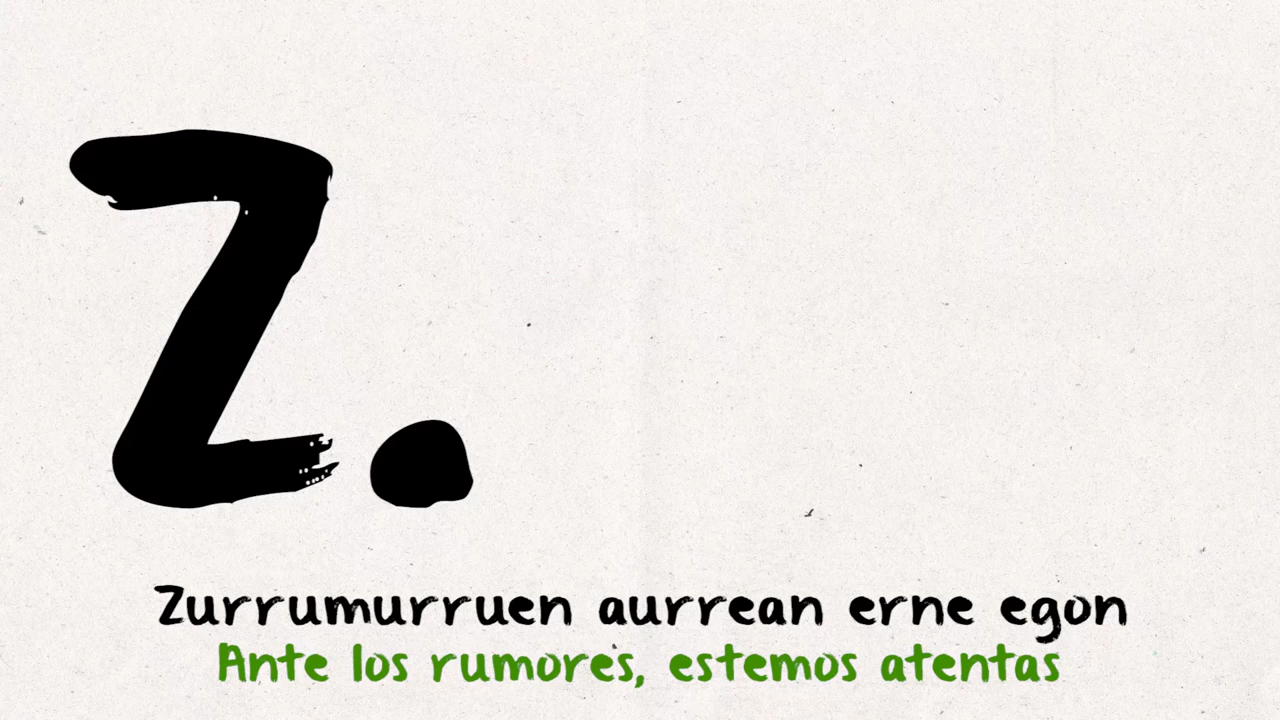 Z.
Zurrumurruen aurrean erne egon
Ante los rumores, estemos atentas